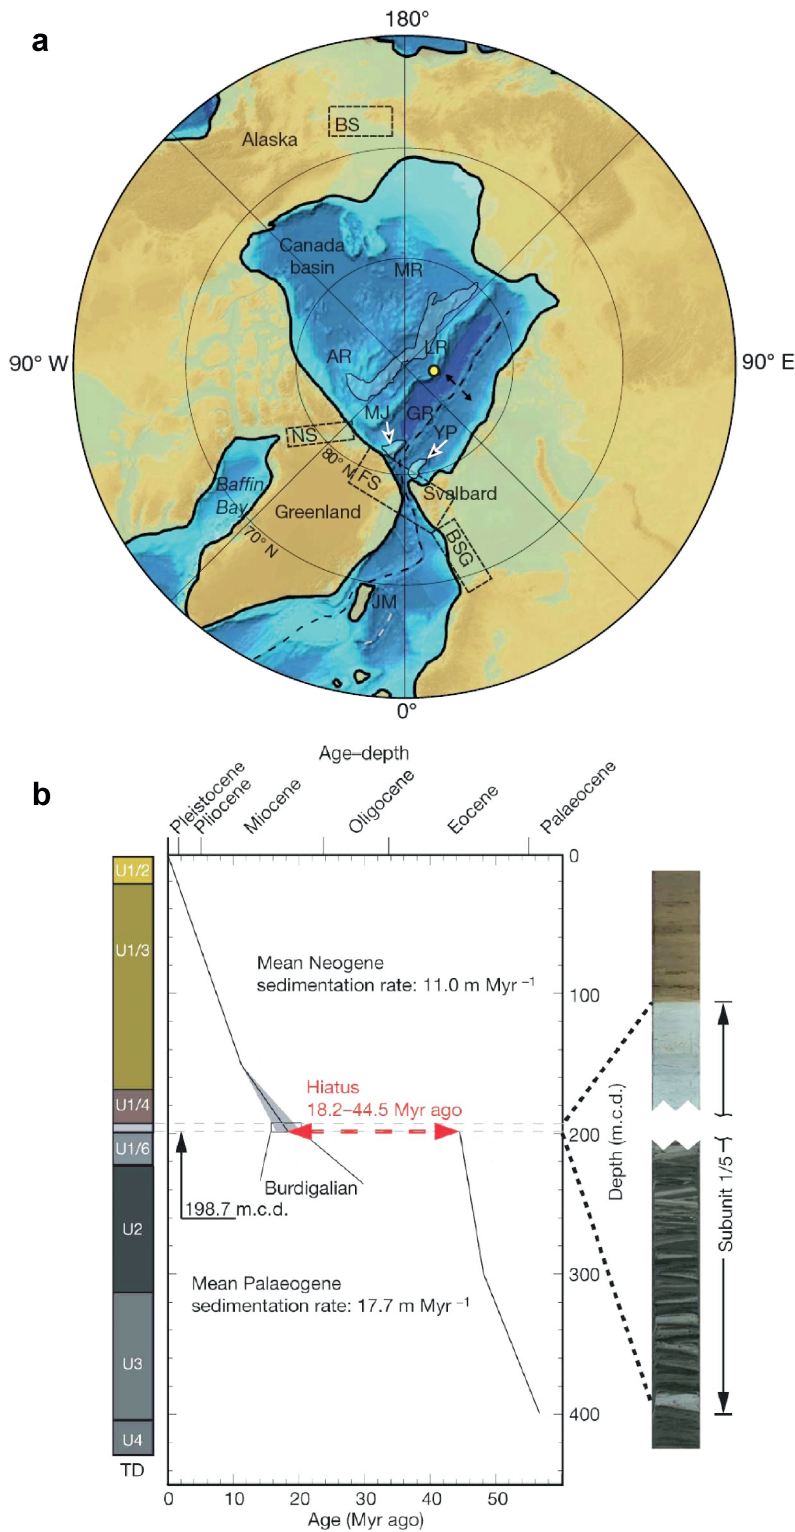 a
180°
BS
Alaska
Canada
basin
MR
90° W
90° E
AR
LR
MJ
GR
YP
NS
80° N
FS
Baffin
Bay
Svalbard
Greenland
70° N
BSG
JM
0°
Age–depth
b
Pleistocene
Pliocene
Miocene
Oligocene
Eocene
Palaeocene
U1/2
U1/3
U1/4
U1/6
U2
U3
U4
TD
Mean Neogene
sedimentation rate: 11.0 m Myr –1
Hiatus
18.2–44.5 Myr ago
Burdigalian
198.7 m.c.d.
Mean Palaeogene
sedimentation rate: 17.7 m Myr –1
0
100
200
300
400
Depth (m.c.d.)
Subunit 1/5
0 10 20 30 40 50
Age (Myr ago)